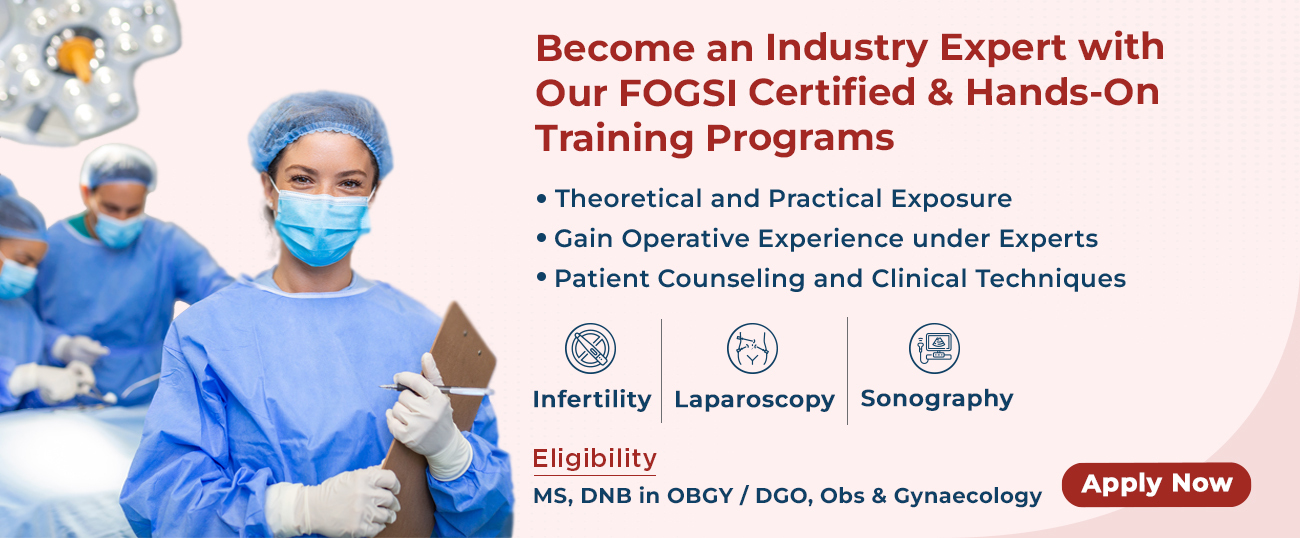 Become an Industry Expert with
Our FOGSI Certified & Hands-On
Training Programs
• Theoretical and Practical Exposure
• Gain Operative Experience under Experts
• Patient Counseling and Clinical Techniques
Infertility
Laparoscopy
Sonography
Eligibility
MS, DNB in OBGY / DGO, Obs & Gynaecology
Apply Now